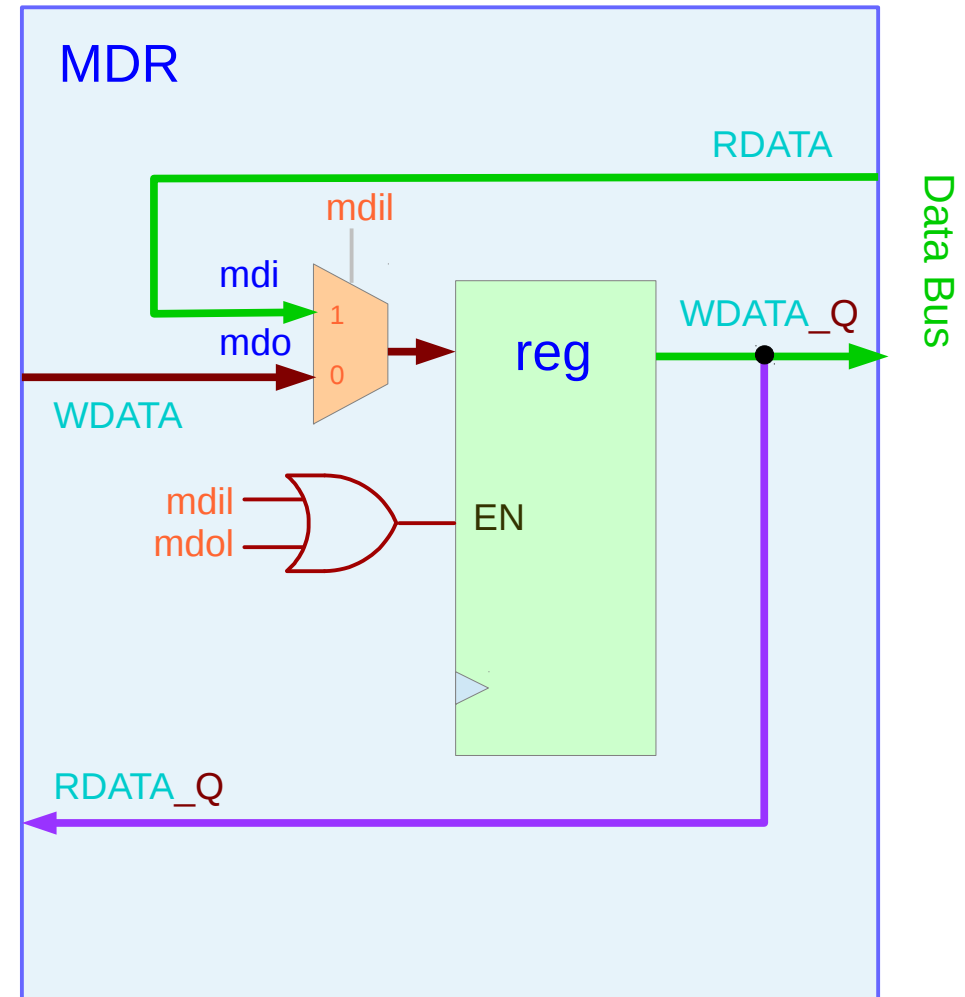 MDR
RDATA
Data Bus
mdil
mdi
1
mdo
0
WDATA
reg
WDATA_Q
mdil
mdol
EN
RDATA_Q